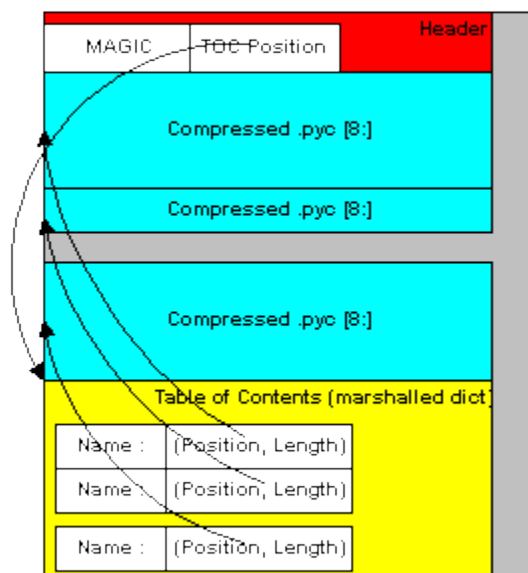 Header
MAGIC TOC Position
Compressed .pyc [8:]
Compressed .pyc [8:]
Compressed .pyc [8:]
Table of Contents (marshalled dict)
Name : (Position, Length)
Name : (Position, Length)
Name : (Position, Length)